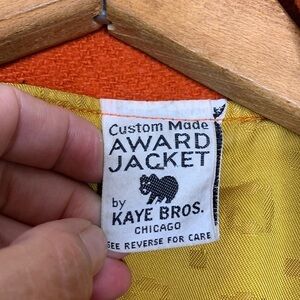 Custom Made
AWARD
JACKET
by
KAYE BROS.
CHICAGO
SEE REVERSE FOR CARE